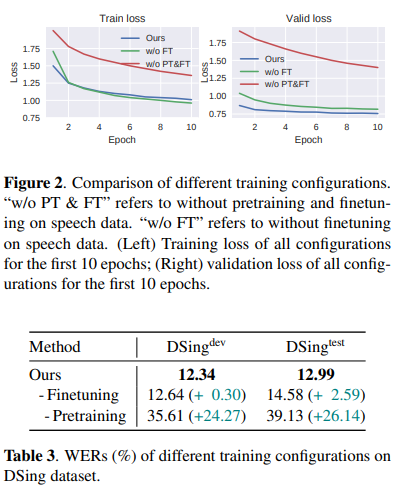 Train loss
Valid loss
Loss
1.75
1.50
1.25
1.00
0.75
2 4 6 8 10
Epoch
Ours
w/o FT
w/o PT&FT
Loss
1.75
1.50
1.25
1.00
0.75
2 4 6 8 10
Epoch
Ours
w/o FT
w/o PT&FT
Figure 2. Comparison of different training configurations.
“w/o PT & FT” refers to without pretraining and finetun-
ing on speech data. “w/o FT” refers to without finetuning
on speech data. (Left) Training loss of all configurations
for the first 10 epochs; (Right) validation loss of all config-
urations for the first 10 epochs.
Method DSing^dev DSing^test
Ours 12.34 12.99
- Finetuning 12.64 (+ 0.30) 14.58 (+ 2.59)
- Pretraining 35.61 (+24.27) 39.13 (+26.14)
Table 3. WERs (%) of different training configurations on
DSing dataset.